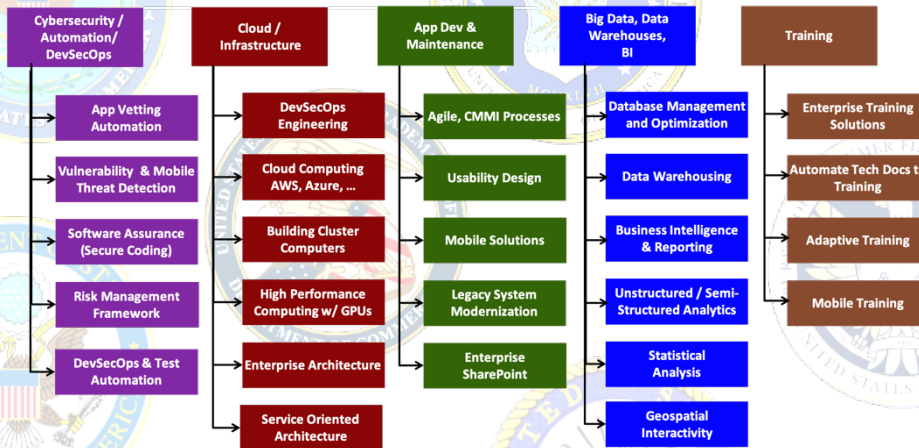 Cybersecurity /
Automation/
DevSecOps
App Vetting
Automation
Vulnerability & Mobile
Threat Detection
Software Assurance
(Secure Coding)
Risk Management
Framework
DevSecOps & Test
Automation
Cloud /
Infrastructure
DevSecOps
Engineering
Cloud Computing
AWS, Azure, ...
Building Cluster
Computers
High Performance
Computing w/ GPUs
Enterprise Architecture
Service Oriented
Architecture
App Dev &
Maintenance
Agile, CMMI Processes
Usability Design
Mobile Solutions
Legacy System
Modernization
Enterprise
SharePoint
Big Data, Data
Warehouses,
BI
Database Management
and Optimization
Data Warehousing
Business Intelligence
& Reporting
Unstructured / Semi-
Structured Analytics
Statistical
Analysis
Geospatial
Interactivity
Training
Enterprise Training
Solutions
Automate Tech Docs t
Training
Adaptive Training
Mobile Training